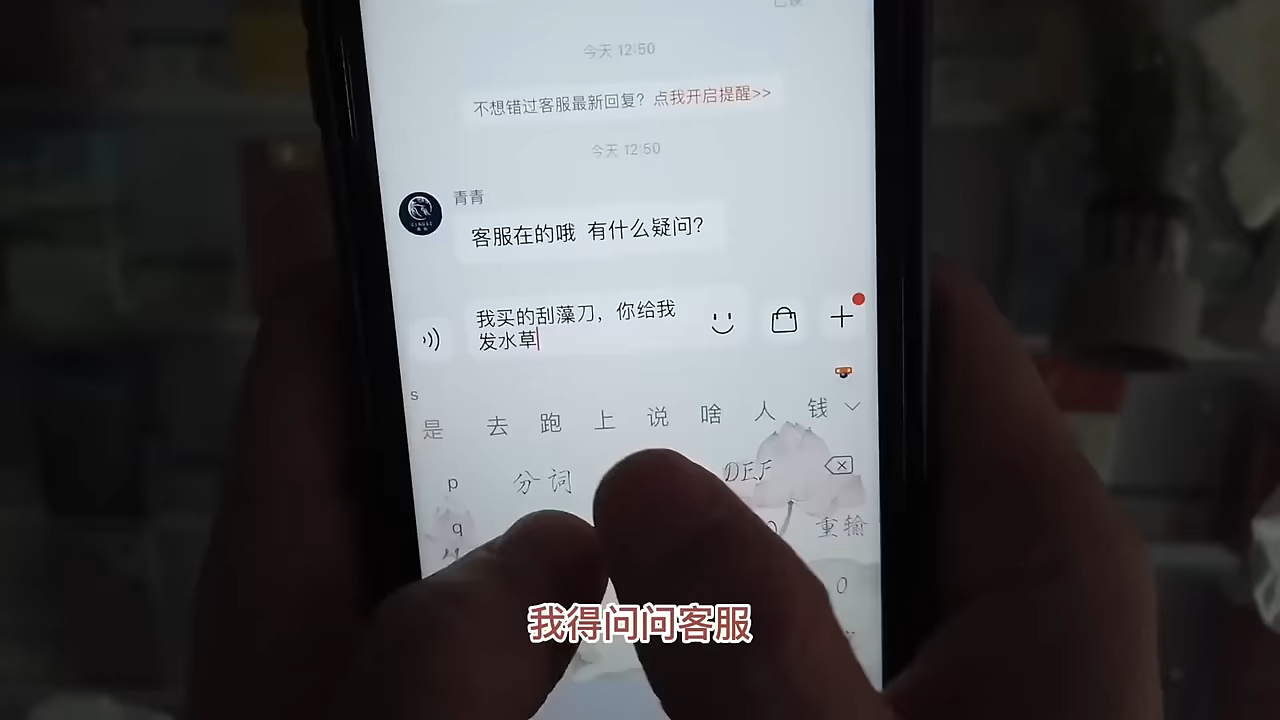 今天 12:50
不想错过客服最新回复？点我开启提醒>>
今天 12:50
青青
客服在的哦 有什么疑问？
我买的刮藻刀，你给我
发水草
s
是 去 跑 上 说 啥 人 钱
p 分词 DEF
q 重输
0
我得问问客服